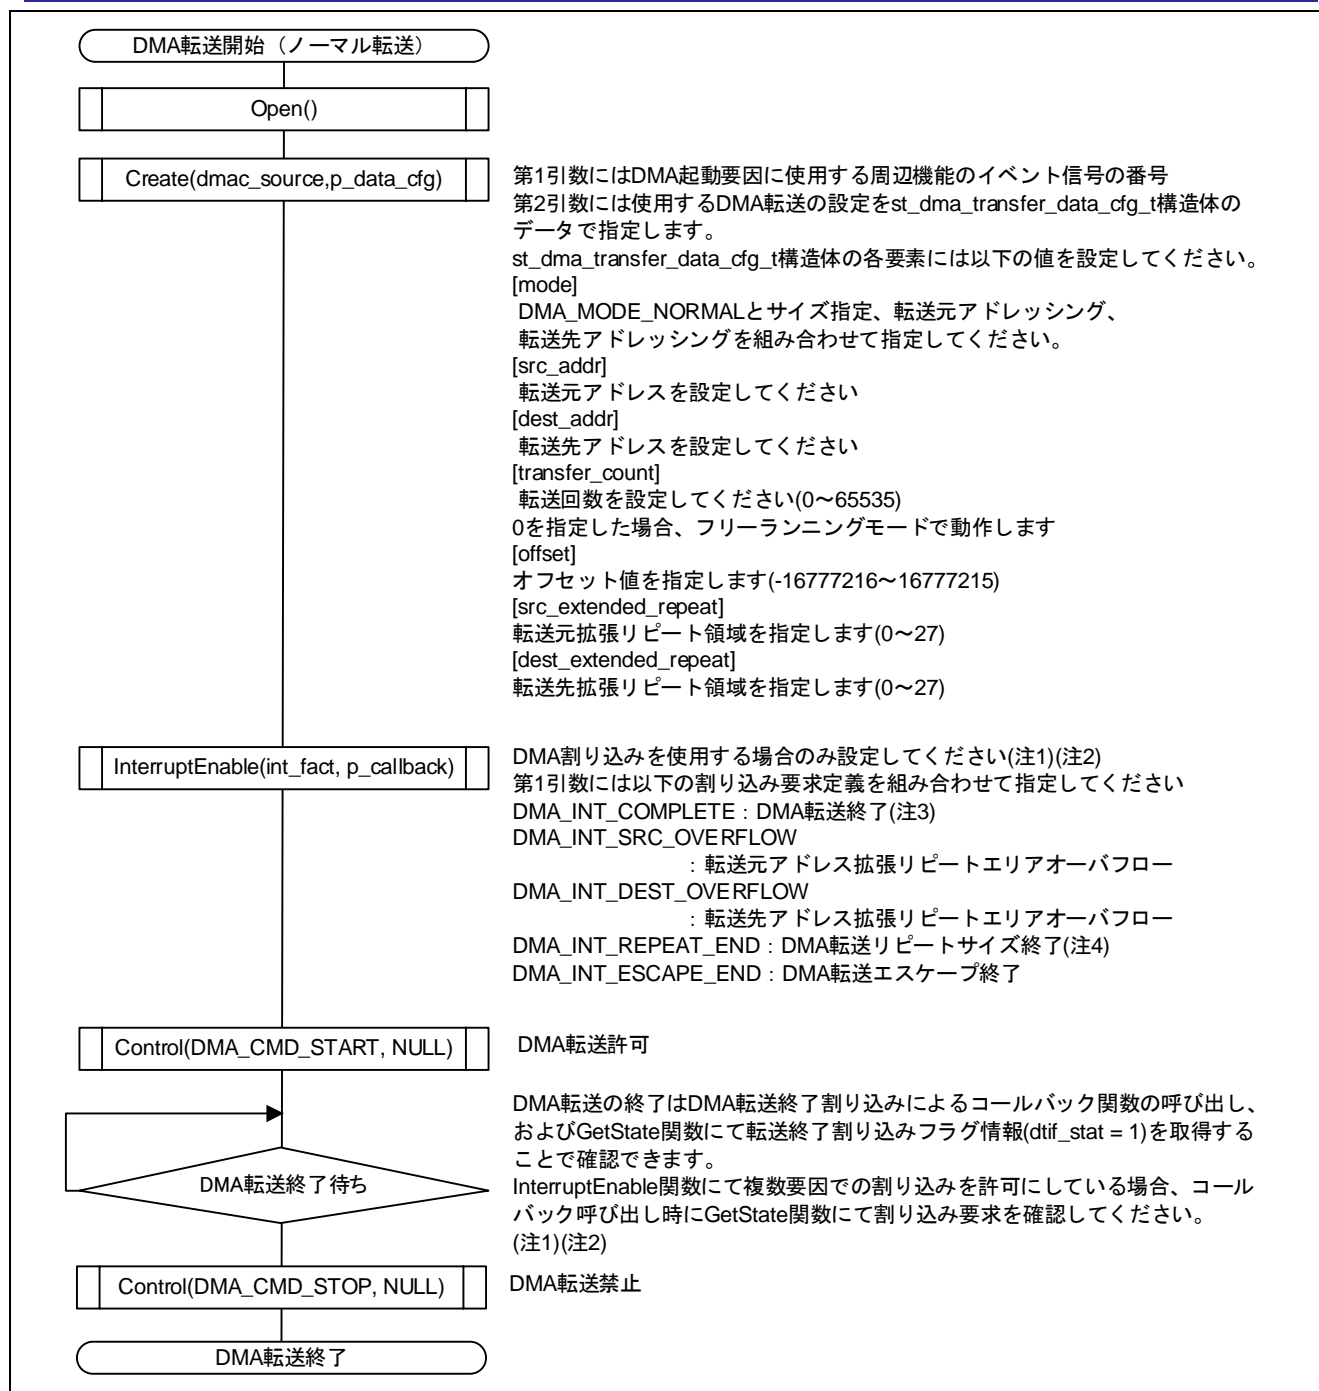 DMA転送開始（ノーマル転送）
Open()
Create(dmac_source,p_data_cfg)
第1引数にはDMA起動要因に使用する周辺機能のイベント信号の番号
第2引数には使用するDMA転送の設定をst_dma_transfer_data_cfg_t構造体の
データで指定します。
st_dma_transfer_data_cfg_t構造体の各要素には以下の値を設定してください。
[mode]
DMA_MODE_NORMALとサイズ指定、転送元アドレッシング、
転送先アドレッシングを組み合わせて指定してください。
[src_addr]
転送元アドレスを設定してください
[dest_addr]
転送先アドレスを設定してください
[transfer_count]
転送回数を設定してください(0～65535)
0を指定した場合、フリーランニングモードで動作します
[offset]
オフセット値を指定します(-16777216～16777215)
[src_extended_repeat]
転送元拡張リピート領域を指定します(0～27)
[dest_extended_repeat]
転送先拡張リピート領域を指定します(0～27)
InterruptEnable(int_fact, p_callback)
DMA割り込みを使用する場合のみ設定してください(注1)(注2)
第1引数には以下の割り込み要求定義を組み合わせて指定してください
DMA_INT_COMPLETE：DMA転送終了(注3)
DMA_INT_SRC_OVERFLOW
：転送元アドレス拡張リピートエリアオーバフロー
DMA_INT_DEST_OVERFLOW
：転送先アドレス拡張リピートエリアオーバフロー
DMA_INT_REPEAT_END：DMA転送リピートサイズ終了(注4)
DMA_INT_ESCAPE_END：DMA転送エスケープ終了
Control(DMA_CMD_START, NULL)
DMA転送許可
DMA転送の終了はDMA転送終了割り込みによるコールバック関数の呼び出し、
およびGetState関数にて転送終了割り込みフラグ情報(dtif_stat = 1)を取得する
ことで確認できます。
InterruptEnable関数にて複数要因での割り込みを許可にしている場合、コール
バック呼び出し時にGetState関数にて割り込み要求を確認してください。
(注1)(注2)
DMA転送終了待ち
Control(DMA_CMD_STOP, NULL)
DMA転送禁止
DMA転送終了